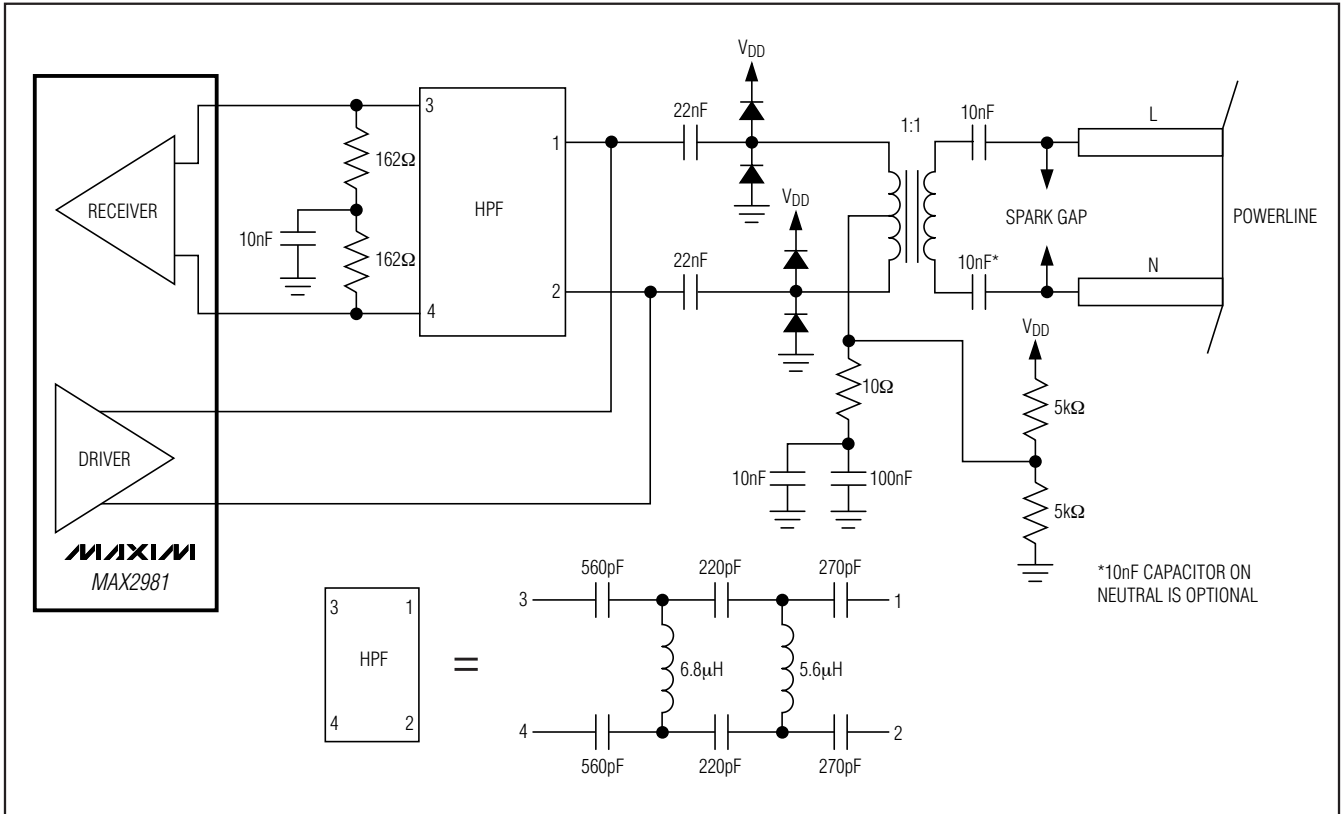 VDD
22nF
1:1
10nF
L
3
162Ω
1
RECEIVER
HPF
VDD
SPARK GAP
POWERLINE
10nF
162Ω
22nF
10nF*
N
2
4
VDD
10Ω
5kΩ
DRIVER
10nF
100nF
5kΩ
MAXIM
MAX2981
*10nF CAPACITOR ON
NEUTRAL IS OPTIONAL
560pF
220pF
270pF
3
1
3
1
HPF
=
6.8μH
5.6μH
4
2
4
2
560pF
220pF
270pF